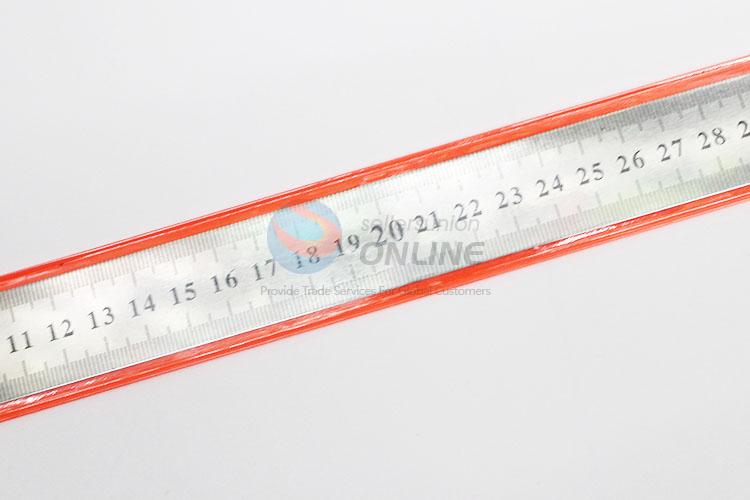 11 12 13 14 15 16 17 18 19 20 21 22 23 24 25 26 27 28
sellersunion
ONLINE
Provide Trade Services For Global Customers